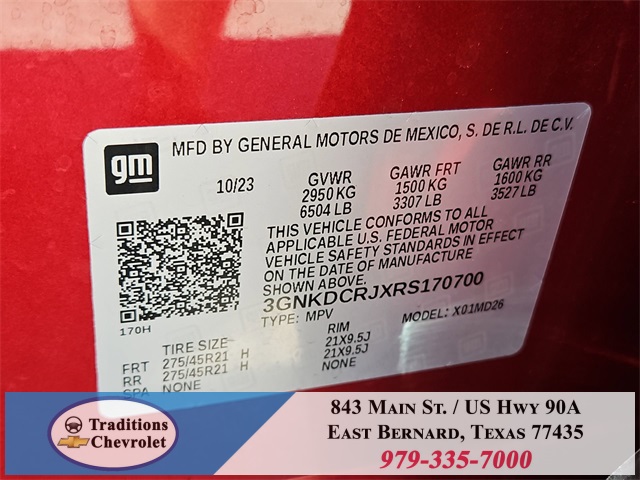 gm
MFD BY GENERAL MOTORS DE MEXICO, S. DE R.L. DE C.V.
10/23 GVWR GAWR FRT GAWR RR
2950 KG 1500 KG 1600 KG
6504 LB 3307 LB 3527 LB
THIS VEHICLE CONFORMS TO ALL
APPLICABLE U.S. FEDERAL MOTOR
VEHICLE SAFETY STANDARDS IN EFFECT
ON THE DATE OF MANUFACTURE
SHOWN ABOVE.
170H
3GNKDCRJXRS170700
TYPE: MPV MODEL: X01MD26
TIRE SIZE RIM
FRT 275/45R21 H 21X9.5J
RR 275/45R21 H 21X9.5J
SPA NONE NONE
Traditions
Chevrolet
843 Main St. / US Hwy 90A
East Bernard, Texas 77435
979-335-7000